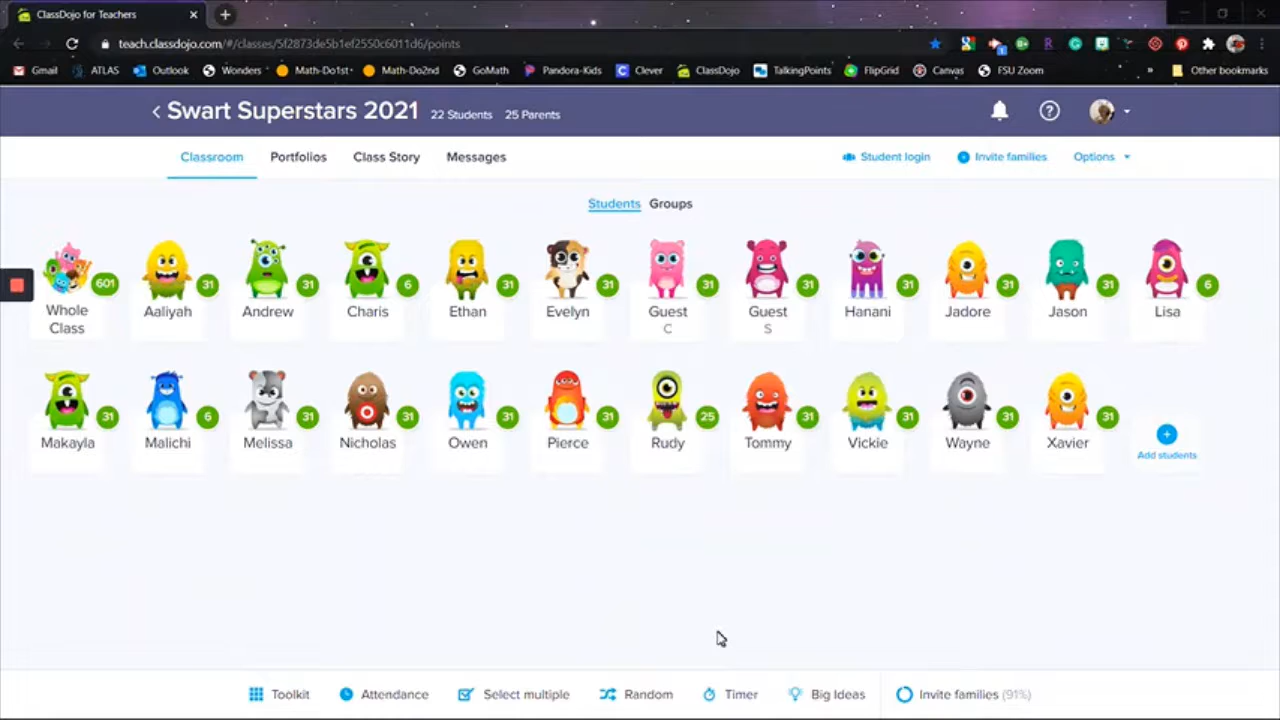 ClassDojo for Teachers
teach.classdojo.com/#/classes/5f2873de5b1ef2550c6011d6/points
Gmail ATLAS Outlook Wonders Math-Do1st Math-Do2nd GoMath Pandora-Kids Clever ClassDojo TalkingPoints FlipGrid Canvas FSU Zoom » Other bookmarks
Swart Superstars 2021 22 Students 25 Parents
Classroom Portfolios Class Story Messages Student login Invite families Options
Students Groups
601 31 31 6 31 31 31 31 31 31 31 6
Whole Class Aaliyah Andrew Charis Ethan Evelyn Guest C Guest S Hanani Jadore Jason Lisa
31 6 31 31 31 31 25 31 31 31 31
Makayla Malichi Melissa Nicholas Owen Pierce Rudy Tommy Vickie Wayne Xavier Add students
Toolkit Attendance Select multiple Random Timer Big Ideas Invite families (91%)